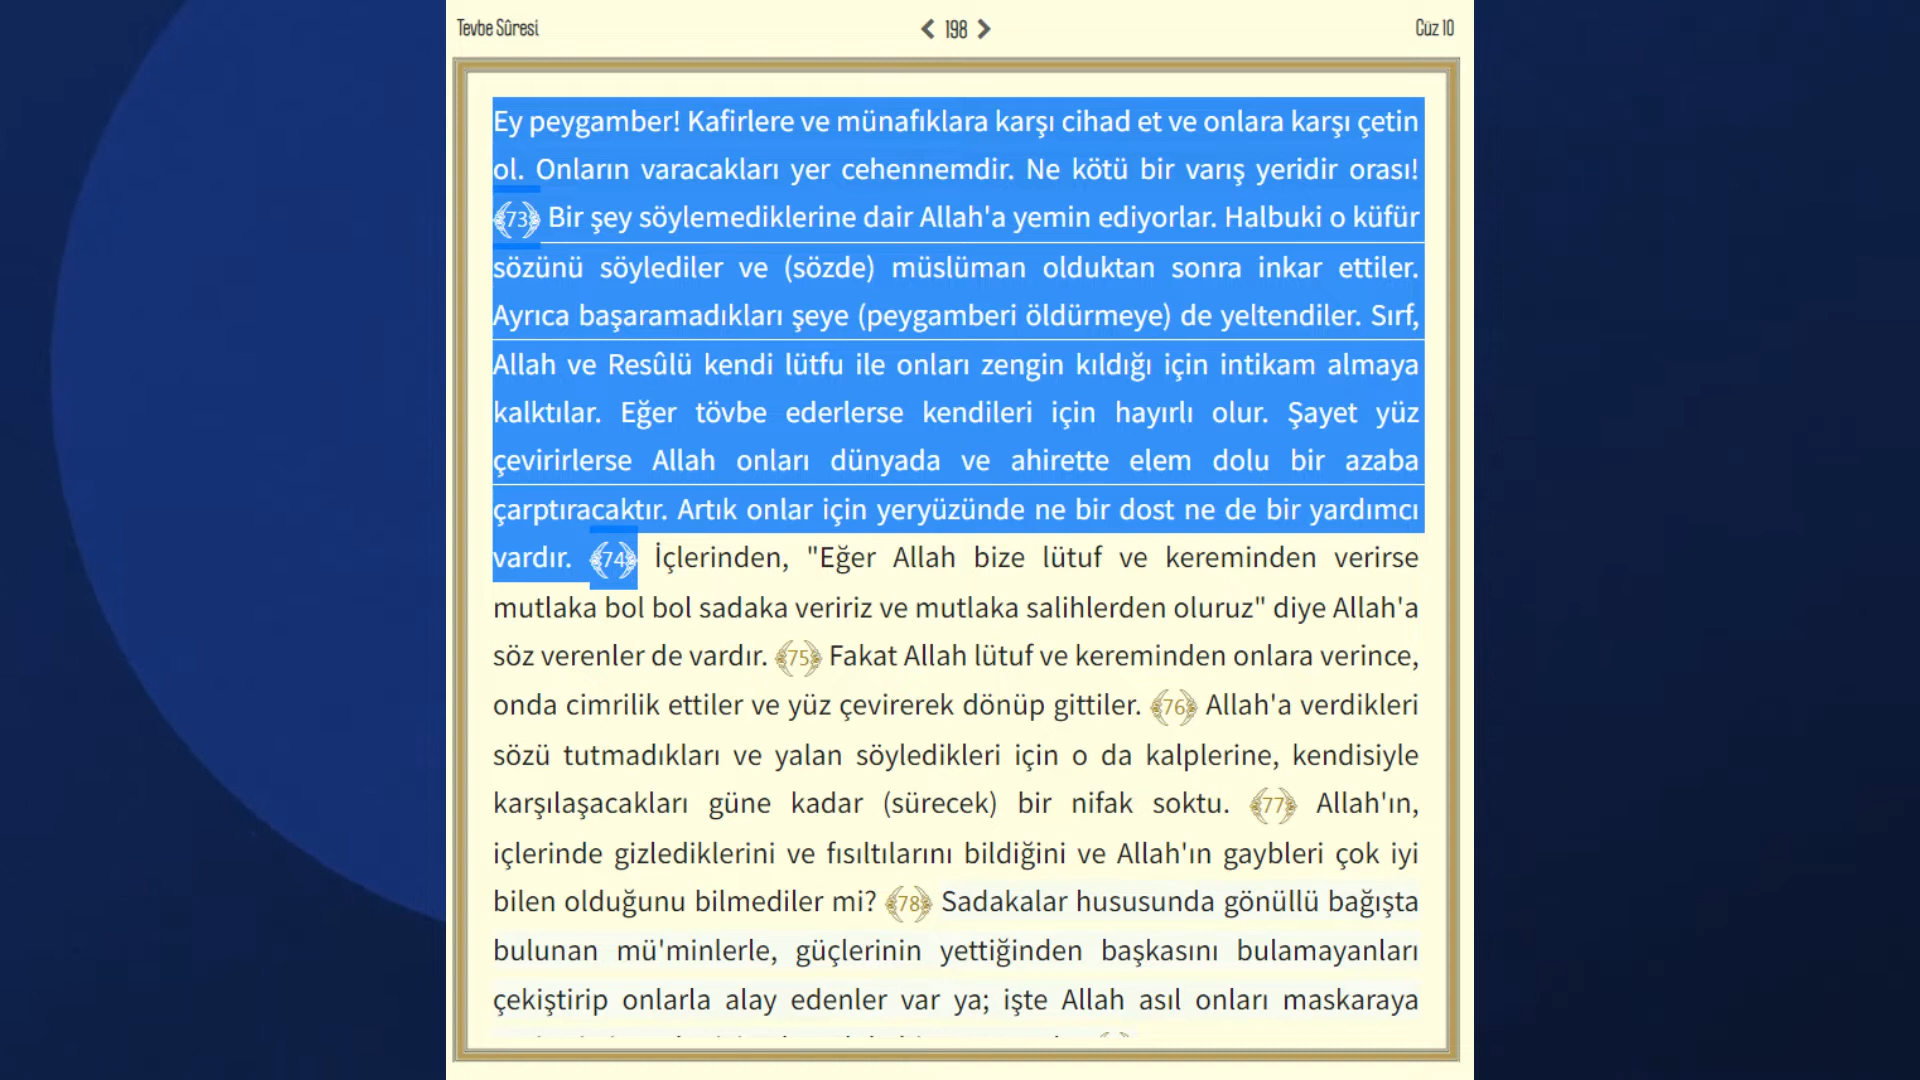 Tevbe Sûresi
198
Cüz 10
Ey peygamber! Kafirlere ve münafıklara karşı cihad et ve onlara karşı çetin
ol. Onların varacakları yer cehennemdir. Ne kötü bir varış yeridir orası!
73 Bir şey söylemediklerine dair Allah'a yemin ediyorlar. Halbuki o küfür
sözünü söylediler ve (sözde) müslüman olduktan sonra inkar ettiler.
Ayrıca başaramadıkları şeye (peygamberi öldürmeye) de yeltendiler. Sırf,
Allah ve Resûlü kendi lütfu ile onları zengin kıldığı için intikam almaya
kalktılar. Eğer tövbe ederlerse kendileri için hayırlı olur. Şayet yüz
çevirirlerse Allah onları dünyada ve ahirette elem dolu bir azaba
çarptıracaktır. Artık onlar için yeryüzünde ne bir dost ne de bir yardımcı
vardır. 74 İçlerinden, "Eğer Allah bize lütuf ve kereminden verirse
mutlaka bol bol sadaka veririz ve mutlaka salihlerden oluruz" diye Allah'a
söz verenler de vardır. 75 Fakat Allah lütuf ve kereminden onlara verince,
onda cimrilik ettiler ve yüz çevirerek dönüp gittiler. 76 Allah'a verdikleri
sözü tutmadıkları ve yalan söyledikleri için o da kalplerine, kendisiyle
karşılaşacakları güne kadar (sürecek) bir nifak soktu. 77 Allah'ın,
içlerinde gizlediklerini ve fısıltılarını bildiğini ve Allah'ın gaybleri çok iyi
bilen olduğunu bilmediler mi? 78 Sadakalar hususunda gönüllü bağışta
bulunan mü'minlerle, güçlerinin yettiğinden başkasını bulamayanları
çekiştirip onlarla alay edenler var ya; işte Allah asıl onları maskaraya